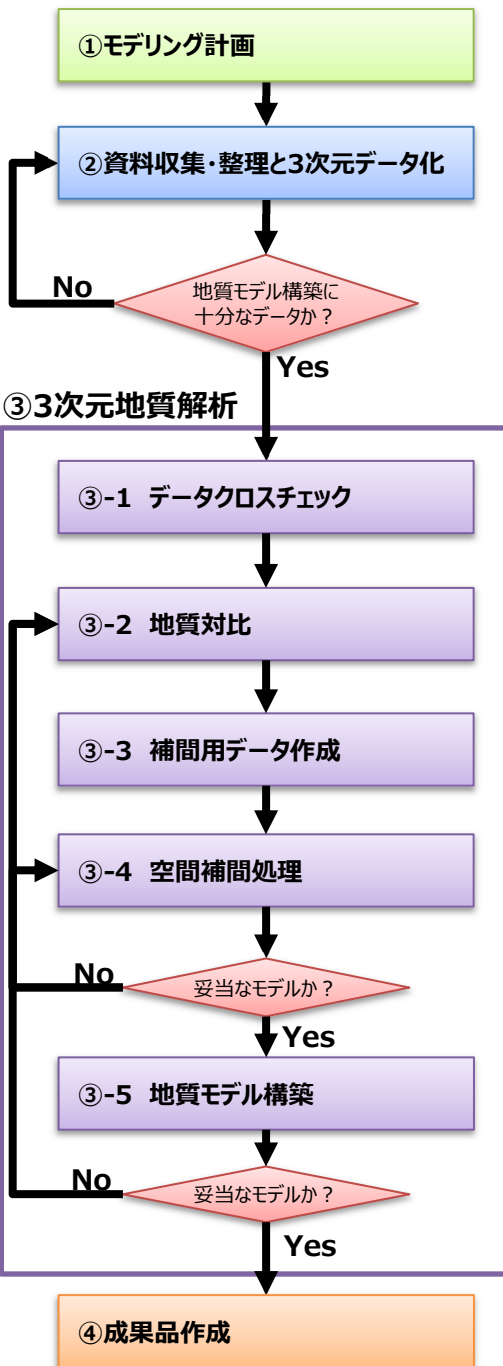 ①モデリング計画
②資料収集・整理と3次元データ化
地質モデル構築に
十分なデータか？
No
Yes
③3次元地質解析
③-1 データクロスチェック
③-2 地質対比
③-3 補間用データ作成
③-4 空間補間処理
No
妥当なモデルか？
Yes
③-5 地質モデル構築
No
妥当なモデルか？
Yes
④成果品作成